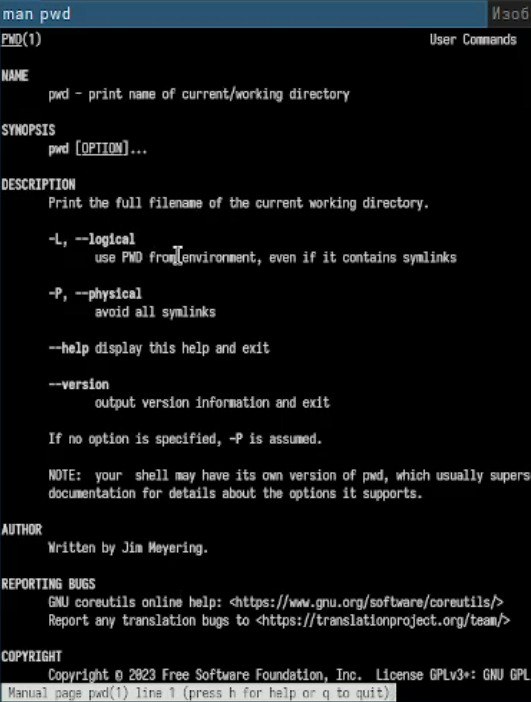 man pwd
Изоб
PWD(1) User Commands
NAME
pwd - print name of current/working directory
SYNOPSIS
pwd [OPTION]...
DESCRIPTION
Print the full filename of the current working directory.
-L, --logical
use PWD from environment, even if it contains symlinks
-P, --physical
avoid all symlinks
--help display this help and exit
--version
output version information and exit
If no option is specified, -P is assumed.
NOTE: your shell may have its own version of pwd, which usually supers
documentation for details about the options it supports.
AUTHOR
Written by Jim Meyering.
REPORTING BUGS
GNU coreutils online help: <https://www.gnu.org/software/coreutils/>
Report any translation bugs to <https://translationproject.org/team/>
COPYRIGHT
Copyright © 2023 Free Software Foundation, Inc. License GPLv3+: GNU GPL
Manual page pwd(1) line 1 (press h for help or q to quit)